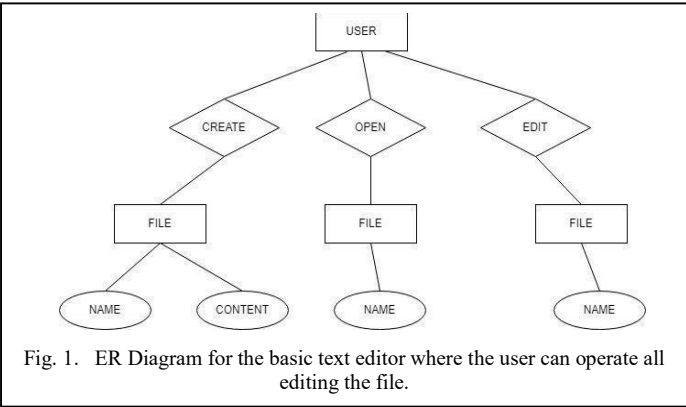 USER
CREATE
OPEN
EDIT
FILE
FILE
FILE
NAME
CONTENT
NAME
NAME
Fig. 1. ER Diagram for the basic text editor where the user can operate all
editing the file.